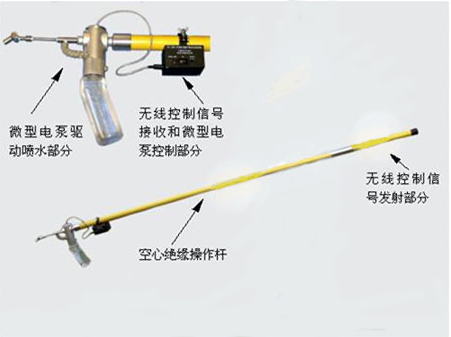 微型电泵驱
动喷水部分
无线控制信号
接收和微型电
泵控制部分
无线控制信
号发射部分
空心绝缘操作杆